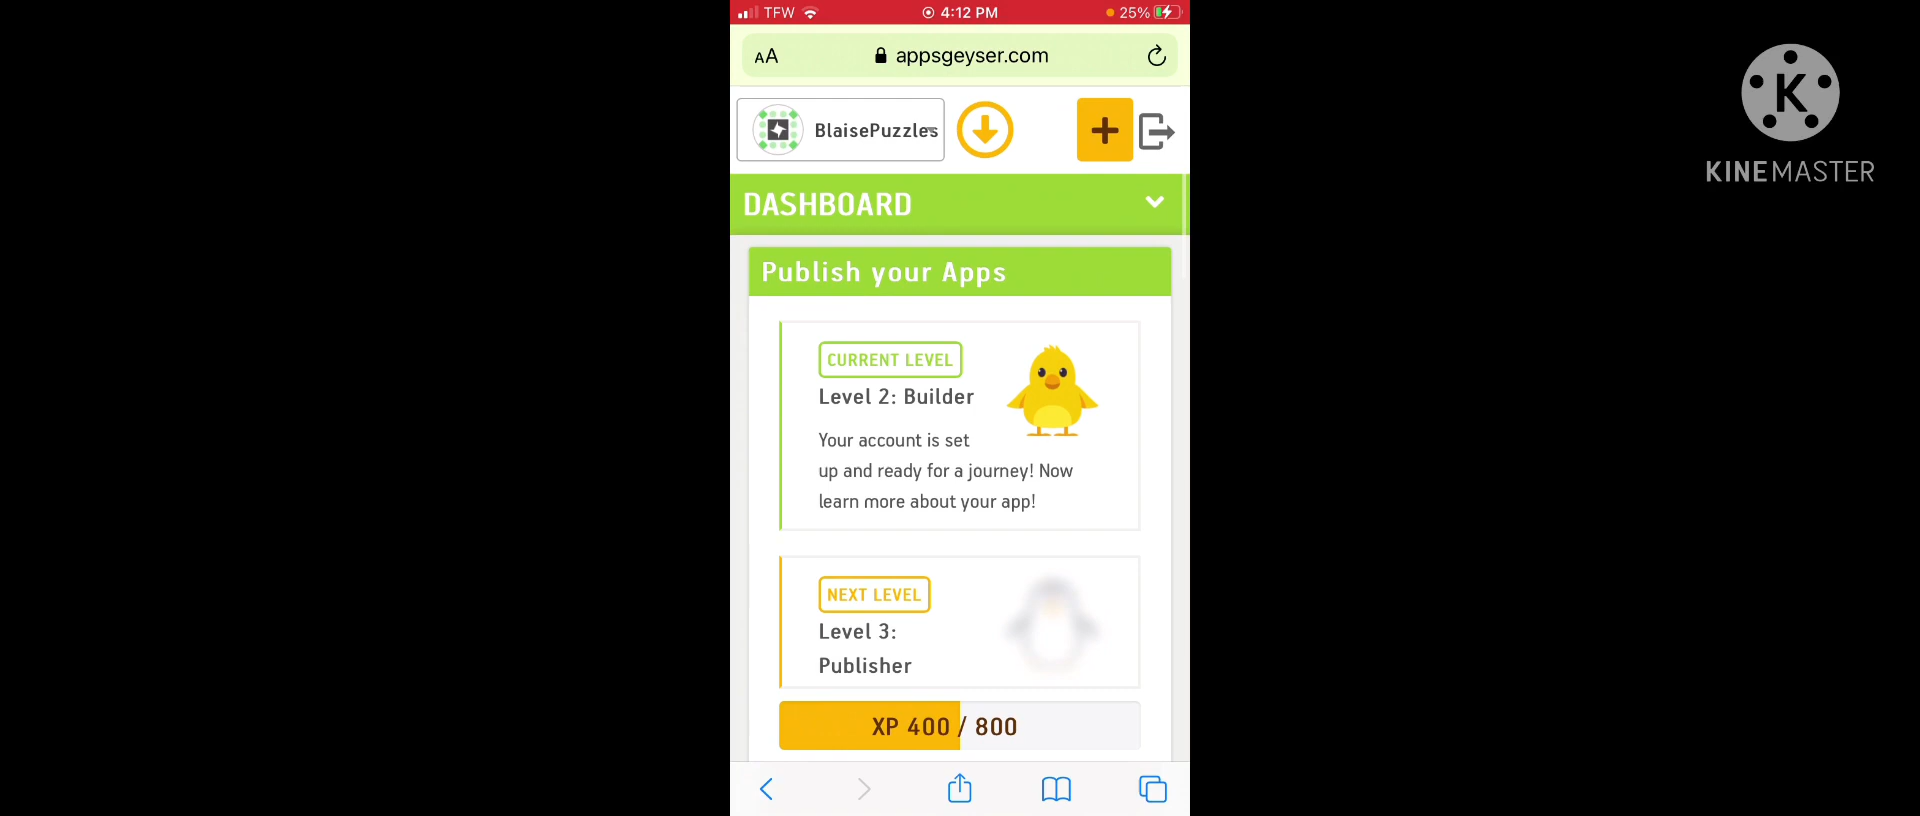 TFW 4:12 PM 25%
AA appsgeyser.com
BlaisePuzzles
DASHBOARD
Publish your Apps
CURRENT LEVEL
Level 2: Builder
Your account is set
up and ready for a journey! Now
learn more about your app!
NEXT LEVEL
Level 3:
Publisher
XP 400 / 800
K
KINEMASTER